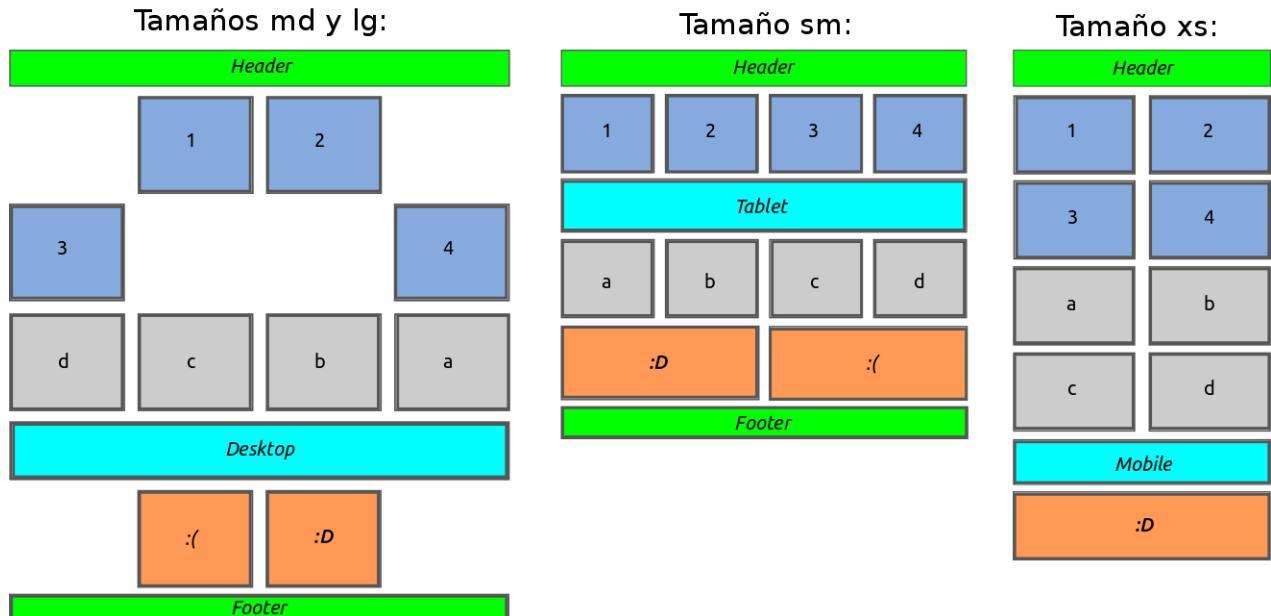 Tamaños md y lg:
Header
1 2
3 4
d c b a
Desktop
:( :D
Footer
Tamaño sm:
Header
1 2 3 4
Tablet
a b c d
:D :(
Footer
Tamaño xs:
Header
1 2
3 4
a b
c d
Mobile
:D